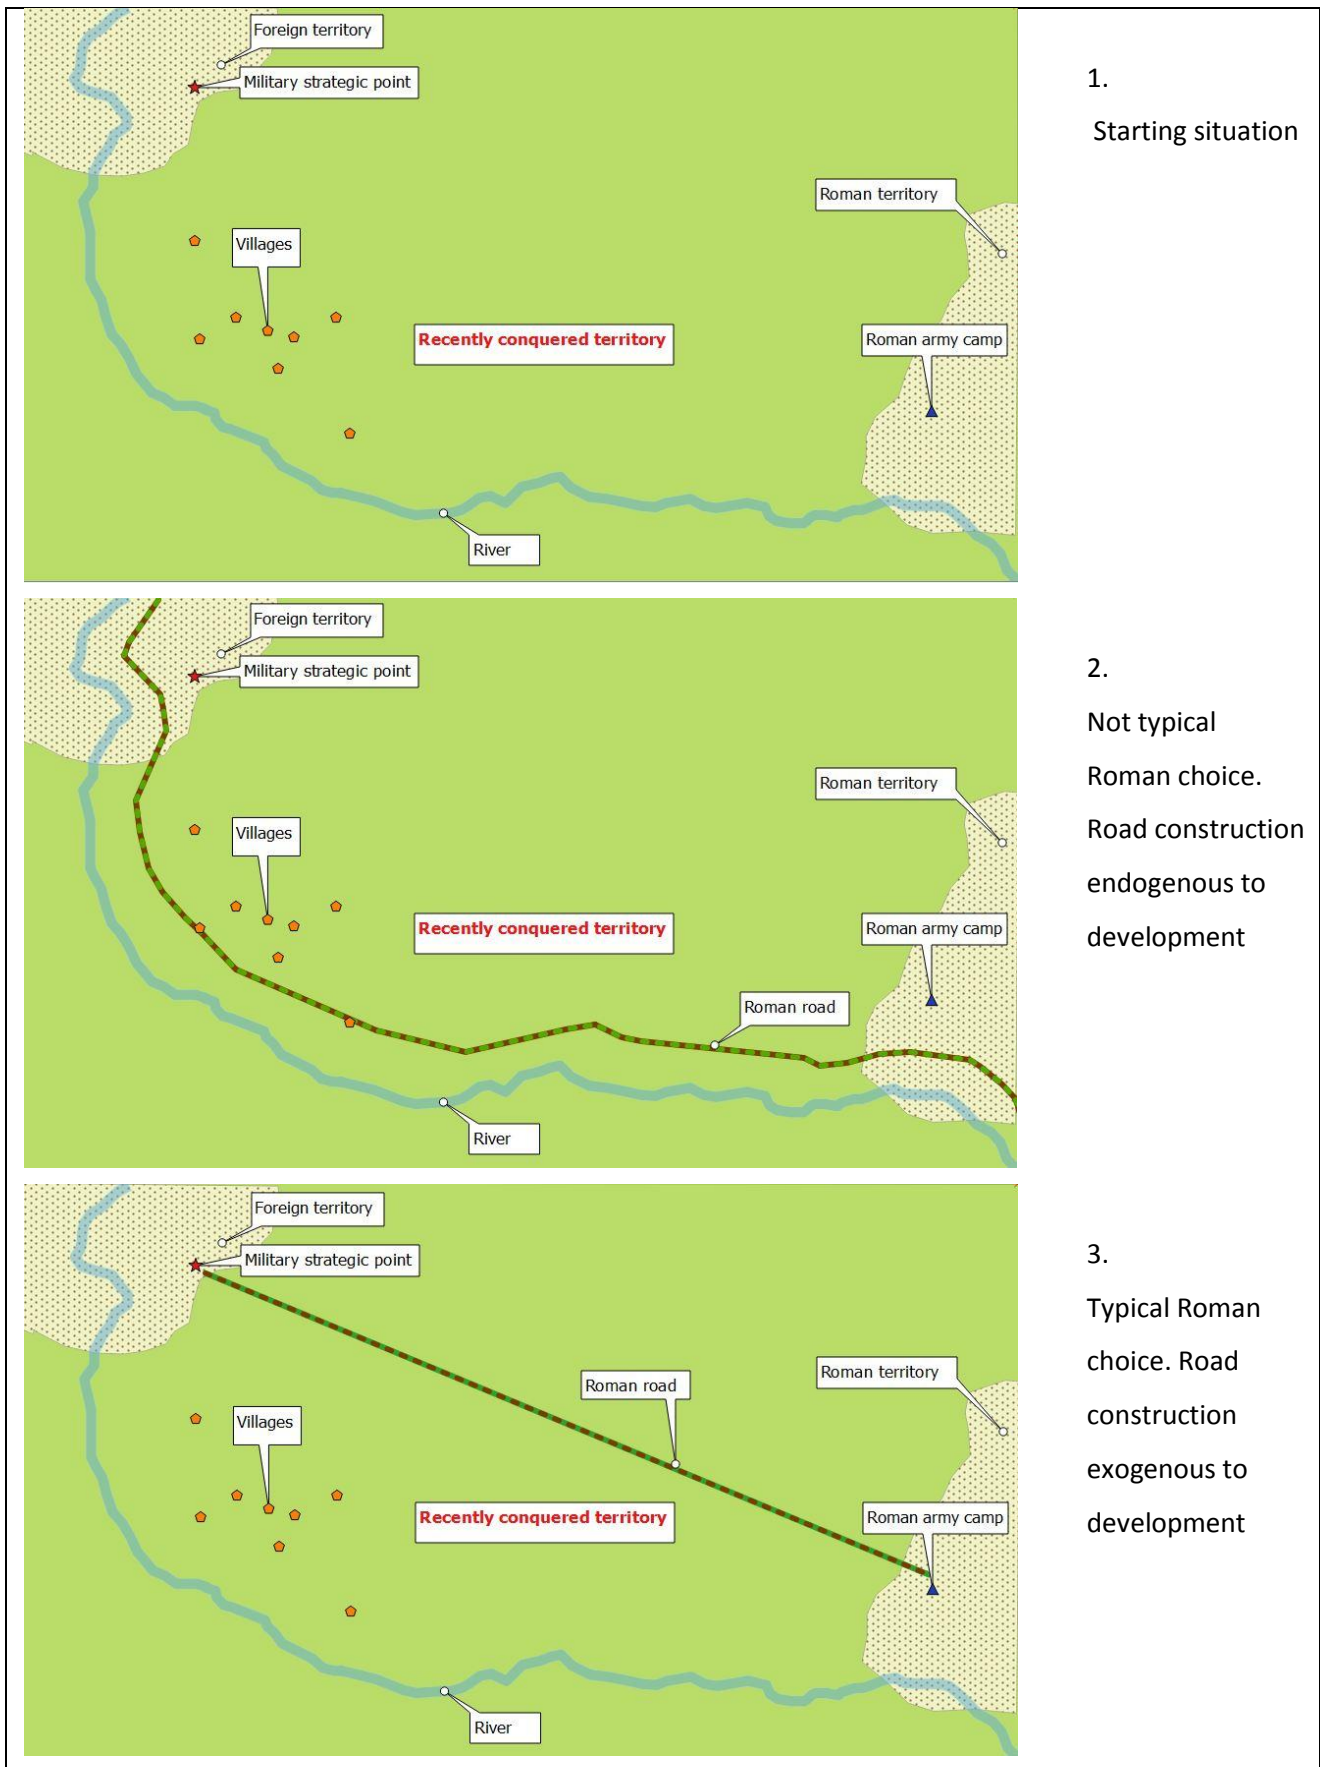 Foreign territory
Military strategic point
Roman territory
Villages
Recently conquered territory
Roman army camp
River
1.
Starting situation
Foreign territory
Military strategic point
Roman territory
Villages
Recently conquered territory
Roman army camp
Roman road
River
2.
Not typical
Roman choice.
Road construction
endogenous to
development
Foreign territory
Military strategic point
Roman road
Roman territory
Villages
Recently conquered territory
Roman army camp
River
3.
Typical Roman
choice. Road
construction
exogenous to
development